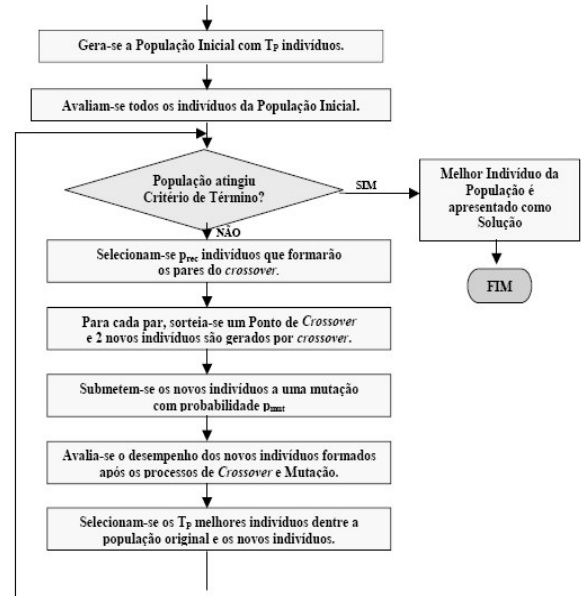 Gera-se a População Inicial com TP indivíduos.
Avaliam-se todos os indivíduos da População Inicial.
População atingiu
Critério de Término?
SIM
Melhor Indivíduo da
População é
apresentado como
Solução
NÃO
FIM
Selecionam-se prec indivíduos que formarão
os pares do crossover.
Para cada par, sorteia-se um Ponto de Crossover
e 2 novos indivíduos são gerados por crossover.
Submetem-se os novos indivíduos a uma mutação
com probabilidade pmut
Avalia-se o desempenho dos novos indivíduos formados
após os processos de Crossover e Mutação.
Selecionam-se os TP melhores indivíduos dentre a
população original e os novos indivíduos.